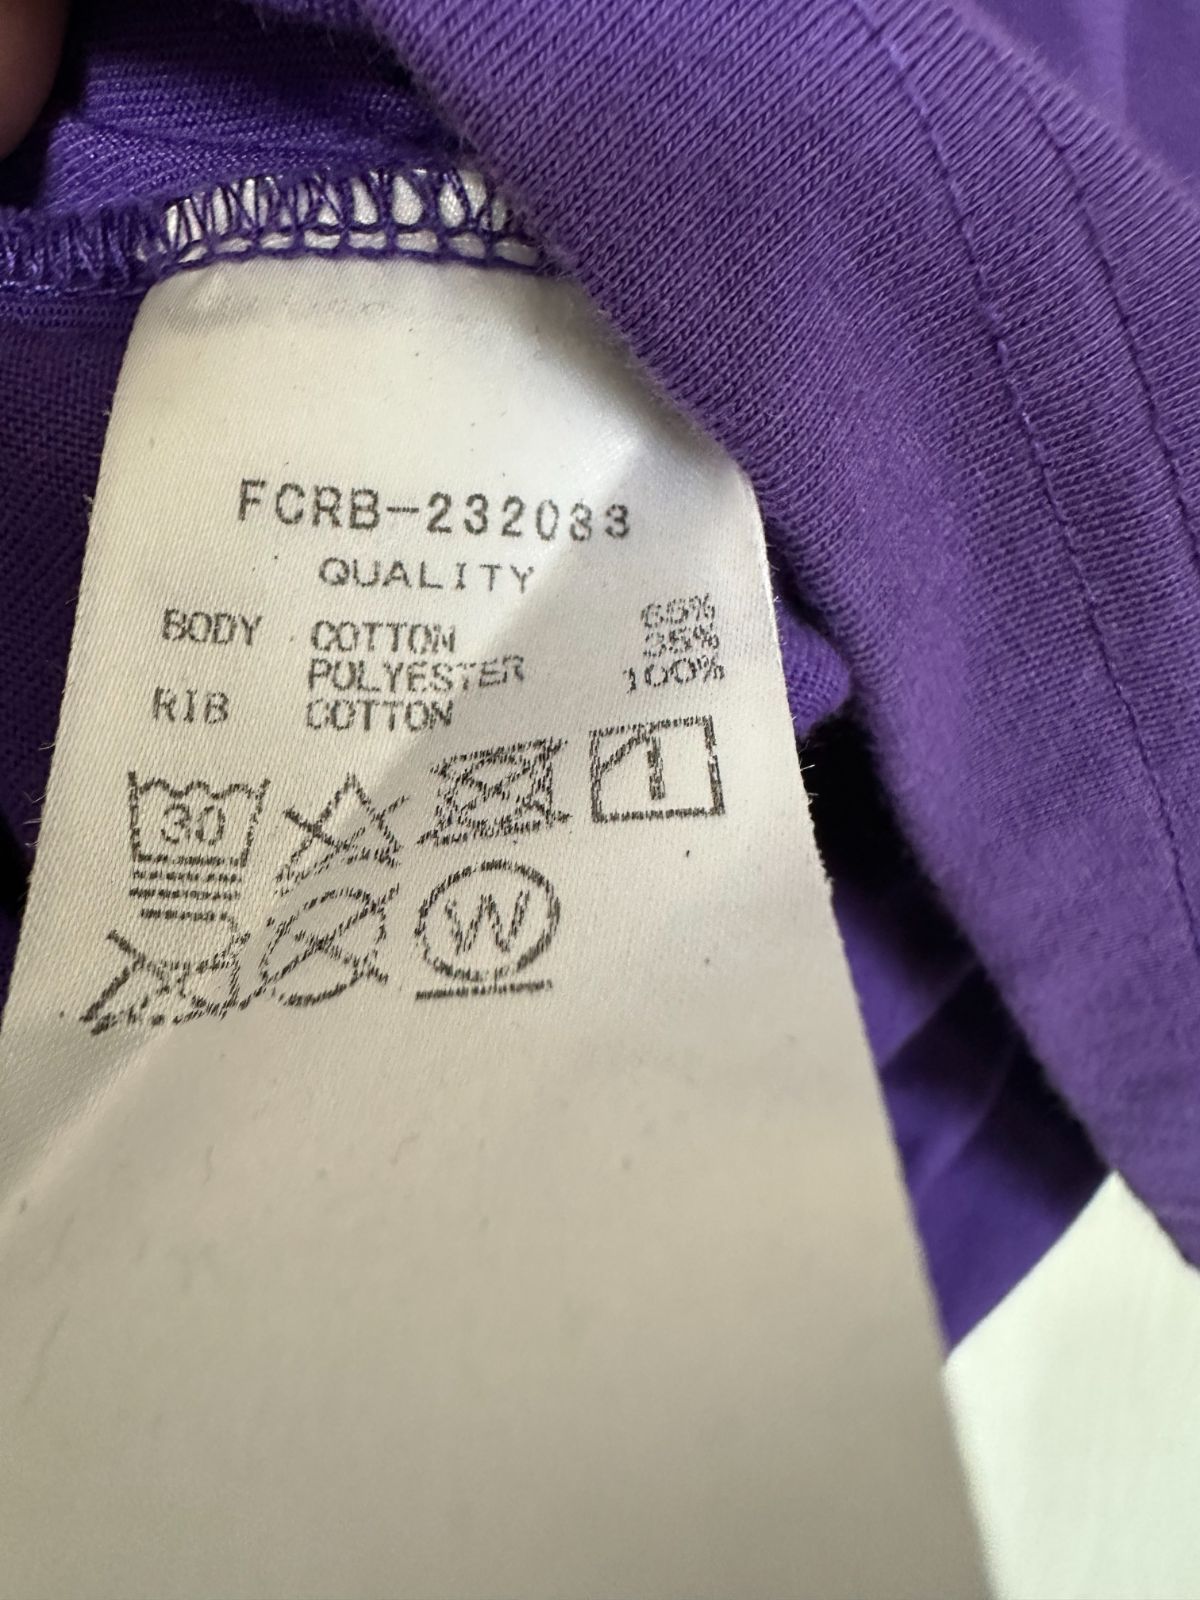 FCRB-232033
QUALITY
BODY COTTON 65%
POLYESTER 35%
RIB COTTON 100%
30
W